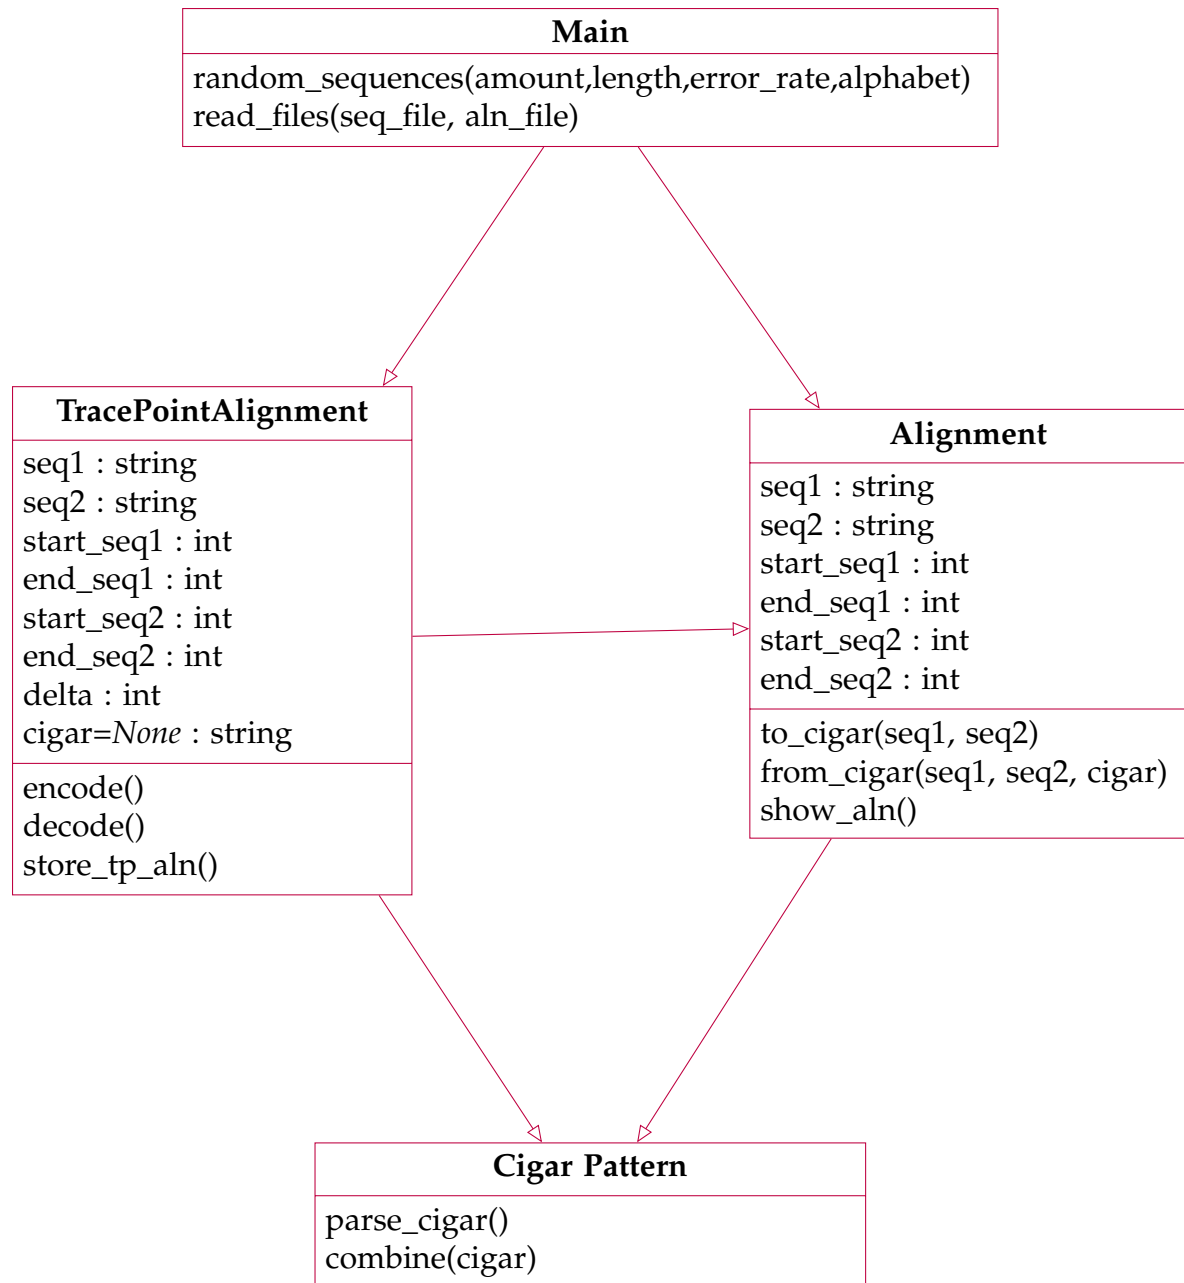 Main
random_sequences(amount,length,error_rate,alphabet)
read_files(seq_file, aln_file)
TracePointAlignment
seq1 : string
seq2 : string
start_seq1 : int
end_seq1 : int
start_seq2 : int
end_seq2 : int
delta : int
cigar=None : string
encode()
decode()
store_tp_aln()
Alignment
seq1 : string
seq2 : string
start_seq1 : int
end_seq1 : int
start_seq2 : int
end_seq2 : int
to_cigar(seq1, seq2)
from_cigar(seq1, seq2, cigar)
show_aln()
Cigar Pattern
parse_cigar()
combine(cigar)